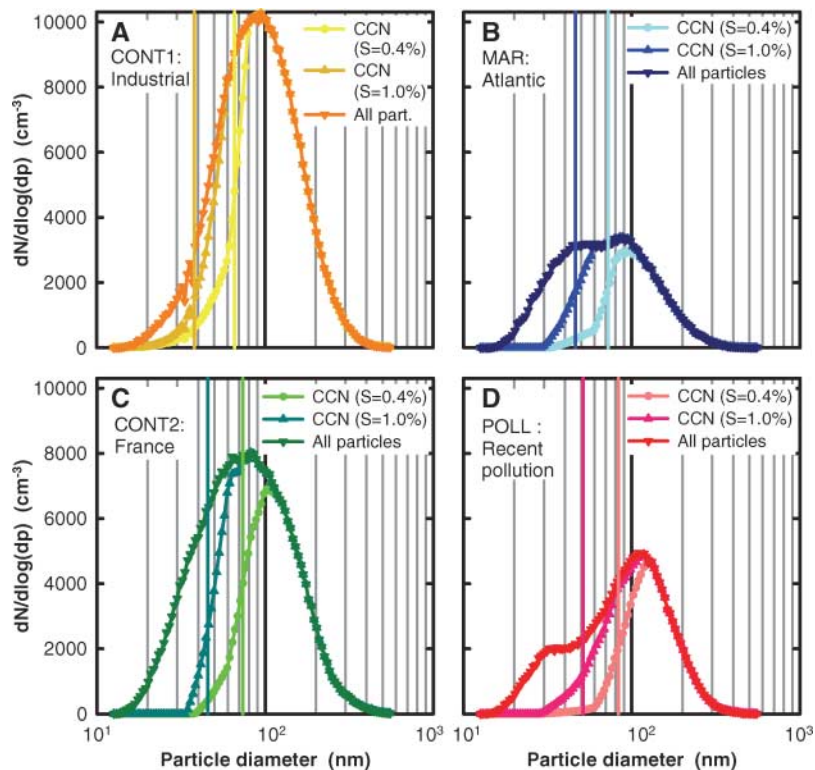 A
CONT1:
Industrial
CCN
(S=0.4%)
CCN
(S=1.0%)
All part.
B
MAR:
Atlantic
CCN (S=0.4%)
CCN (S=1.0%)
All particles
dN/dlog(dp) (cm⁻³)
10000
8000
6000
4000
2000
0
C
CONT2:
France
CCN (S=0.4%)
CCN (S=1.0%)
All particles
D
POLL :
Recent
pollution
CCN (S=0.4%)
CCN (S=1.0%)
All particles
dN/dlog(dp) (cm⁻³)
10000
8000
6000
4000
2000
0
10¹ 10² 10³
10¹ 10² 10³
Particle diameter (nm)
Particle diameter (nm)